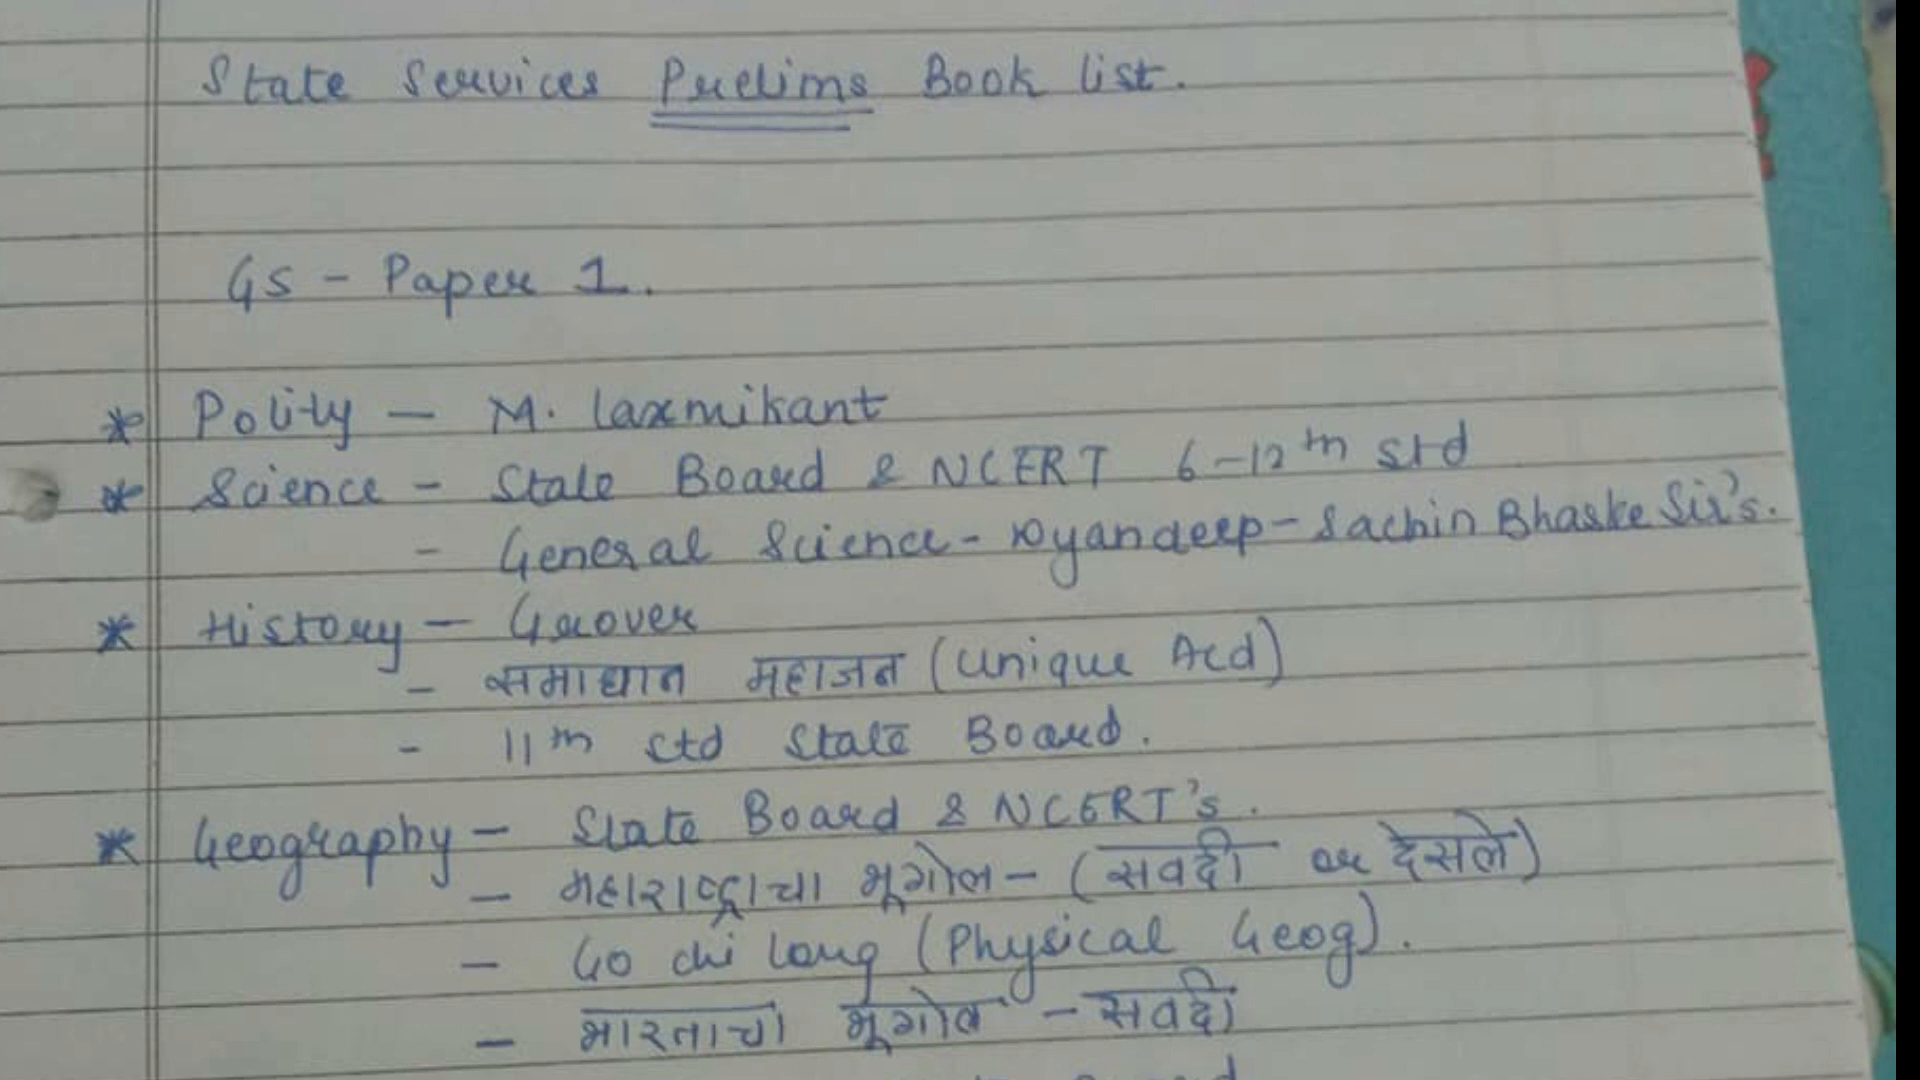 State Services Prelims Book list.
GS - Paper 1.
* Polity - M. laxmikant
* Science - State Board & NCERT 6-12th std
- General Science - Dyandeep - Sachin Bhaske Sir's.
* History - Grover
- समाधान महाजन (Unique Acd)
- 11th std State Board.
* Geography - State Board & NCERT's.
- महाराष्ट्राचा भूगोल - (सवदी or देसले)
- Go chi Long (Physical Geog).
- भारताचा भूगोल - सवदी